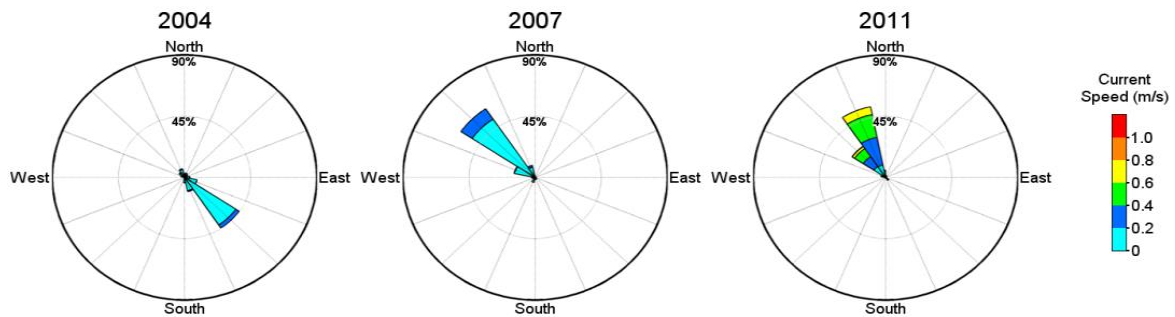 2004
North
90%
45%
West
East
South
2007
North
90%
45%
West
East
South
2011
North
90%
45%
West
East
South
Current
Speed (m/s)
1.0
0.8
0.6
0.4
0.2
0